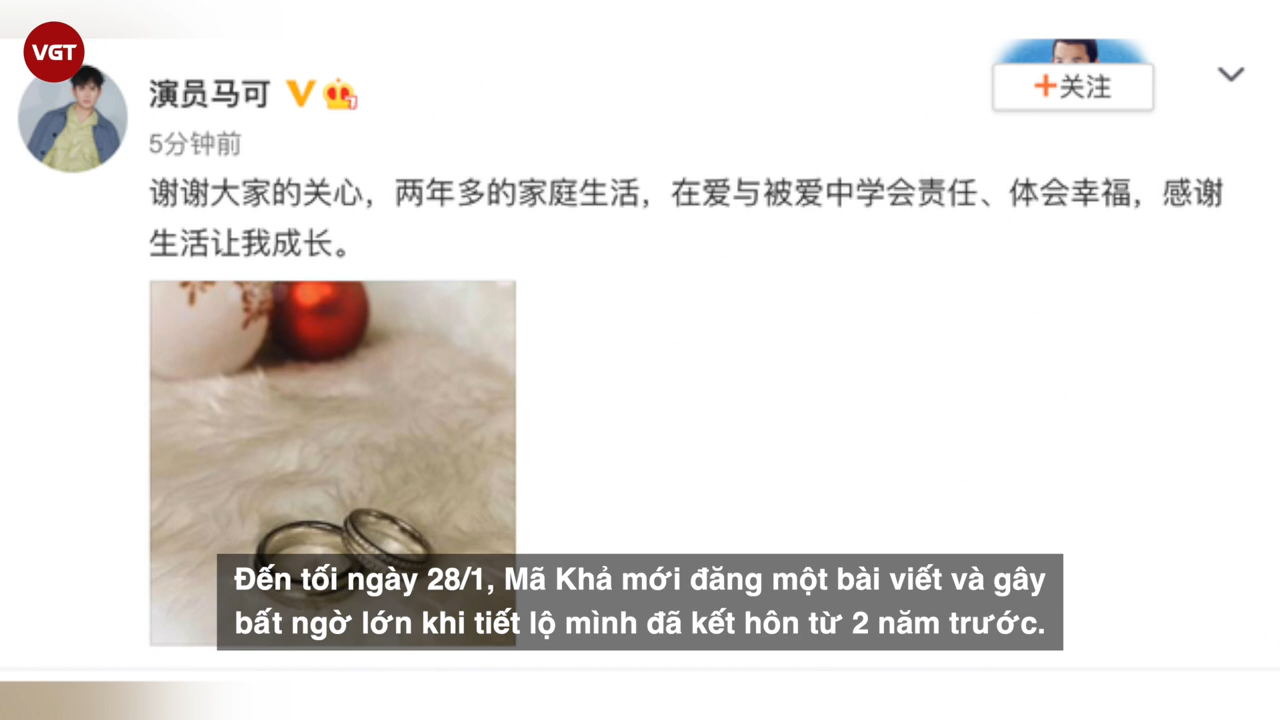 VGT
演员马可
+关注
5分钟前
谢谢大家的关心，两年多的家庭生活，在爱与被爱中学会责任、体会幸福，感谢
生活让我成长。
Đến tối ngày 28/1, Mã Khả mới đăng một bài viết và gây
bất ngờ lớn khi tiết lộ mình đã kết hôn từ 2 năm trước.